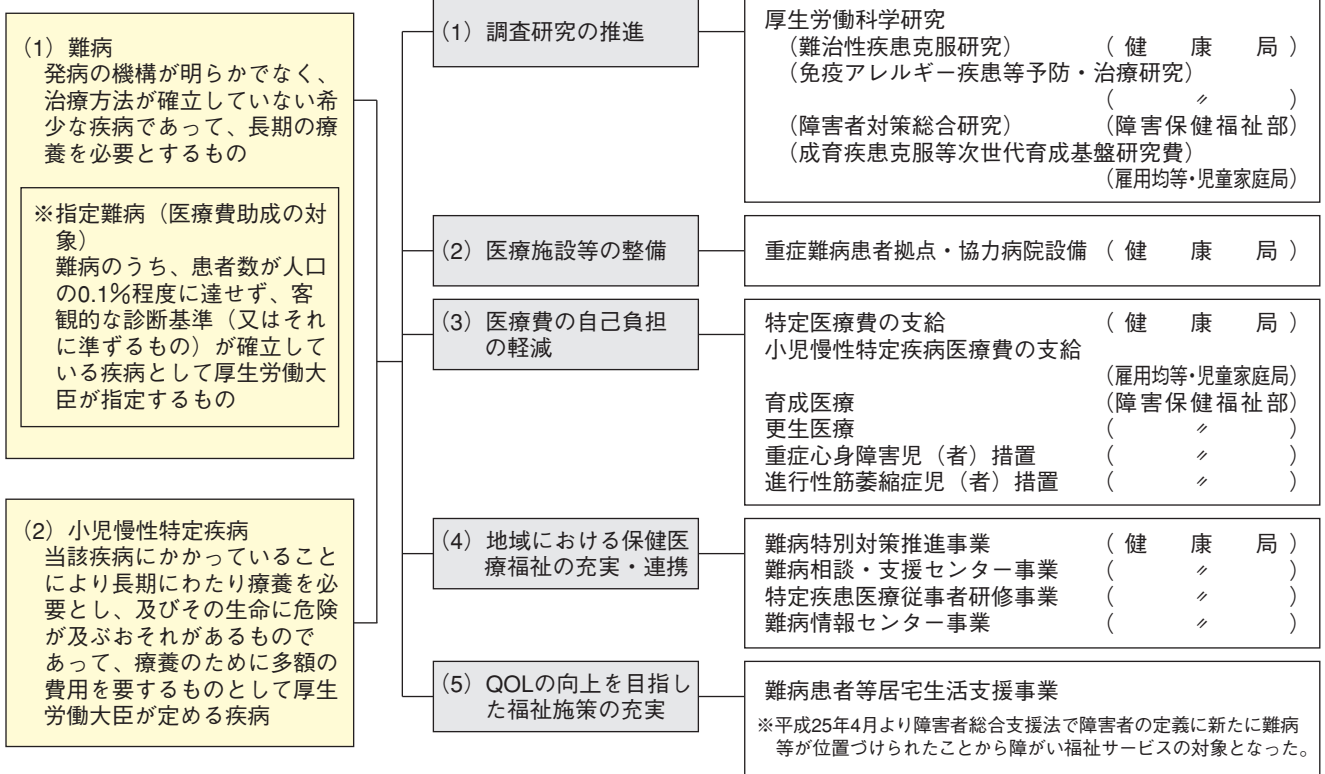 (1) 難病
発病の機構が明らかでなく、
治療方法が確立していない希
少な疾病であって、長期の療
養を必要とするもの
※指定難病(医療費助成の対
象)
難病のうち、患者数が人口
の0.1%程度に達せず、客
観的な診断基準(又はそれ
に準ずるもの)が確立して
いる疾病として厚生労働大
臣が指定するもの
(2) 小児慢性特定疾病
当該疾病にかかっていること
により長期にわたり療養を必
要とし、及びその生命に危険
が及ぶおそれがあるもので
あって、療養のために多額の
費用を要するものとして厚生
労働大臣が定める疾病
(1) 調査研究の推進
厚生労働科学研究
(難治性疾患克服研究) (健康局)
(免疫アレルギー疾患等予防・治療研究)
(〃)
(障害者対策総合研究) (障害保健福祉部)
(成育疾患克服等次世代育成基盤研究費)
(雇用均等・児童家庭局)
(2) 医療施設等の整備
重症難病患者拠点・協力病院設備 (健康局)
(3) 医療費の自己負担
の軽減
特定医療費の支給 (健康局)
小児慢性特定疾病医療費の支給
(雇用均等・児童家庭局)
育成医療 (障害保健福祉部)
更生医療 (〃)
重症心身障害児(者)措置 (〃)
進行性筋萎縮症児(者)措置 (〃)
(4) 地域における保健医
療福祉の充実・連携
難病特別対策推進事業 (健康局)
難病相談・支援センター事業 (〃)
特定疾患医療従事者研修事業 (〃)
難病情報センター事業 (〃)
(5) QOLの向上を目指し
た福祉施策の充実
難病患者等居宅生活支援事業
※平成25年4月より障害者総合支援法で障害者の定義に新たに難病
等が位置づけられたことから障がい福祉サービスの対象となった。